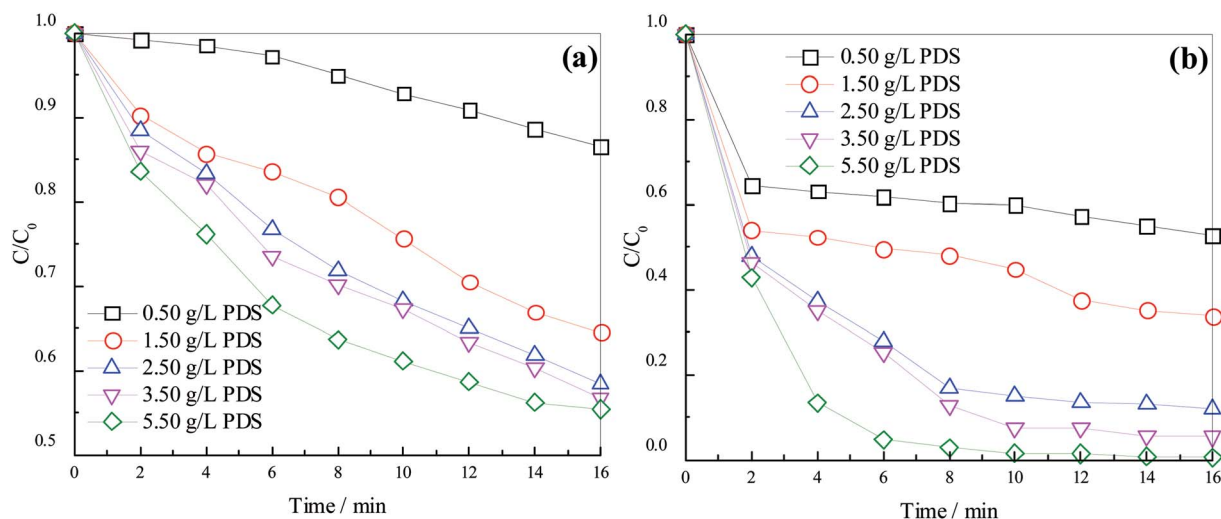 (a)
C/C0
1.0
0.9
0.8
0.7
0.6
0.5
0.50 g/L PDS
1.50 g/L PDS
2.50 g/L PDS
3.50 g/L PDS
5.50 g/L PDS
0 2 4 6 8 10 12 14 16
Time / min
(b)
C/C0
1.0
0.8
0.6
0.4
0.2
0.0
0.50 g/L PDS
1.50 g/L PDS
2.50 g/L PDS
3.50 g/L PDS
5.50 g/L PDS
0 2 4 6 8 10 12 14 16
Time / min